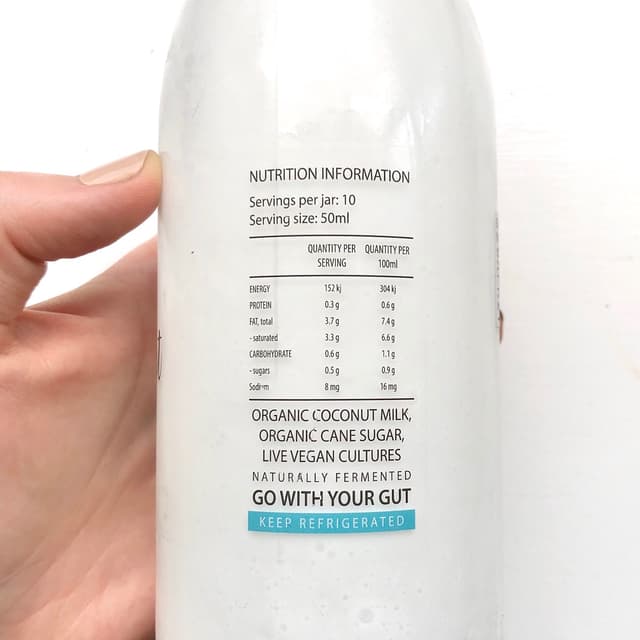 NUTRITION INFORMATION
Servings per jar: 10
Serving size: 50ml
QUANTITY PER SERVING QUANTITY PER 100ml
ENERGY 152 kj 304 kj
PROTEIN 0.3 g 0.6 g
FAT, total 3.7 g 7.4 g
- saturated 3.3 g 6.6 g
CARBOHYDRATE 0.6 g 1.1 g
- sugars 0.5 g 0.9 g
Sodium 8 mg 16 mg
ORGANIC COCONUT MILK,
ORGANIC CANE SUGAR,
LIVE VEGAN CULTURES
NATURALLY FERMENTED
GO WITH YOUR GUT
KEEP REFRIGERATED